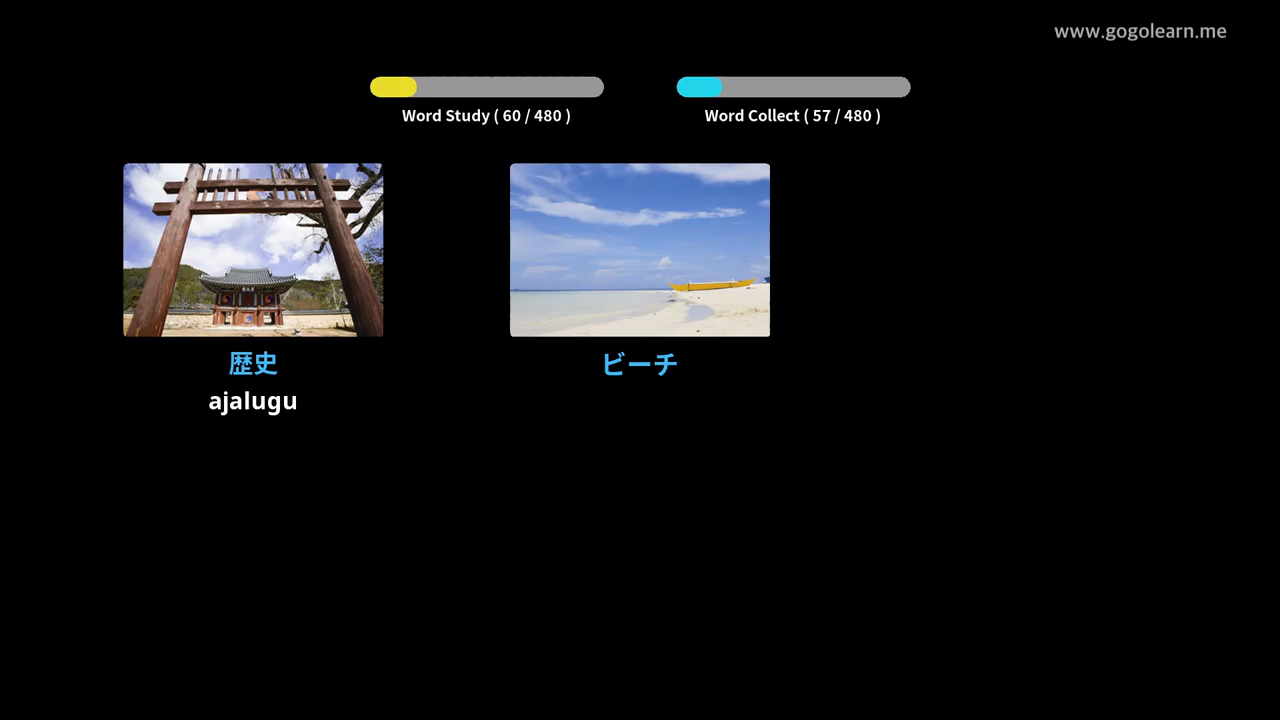 www.gogolearn.me
Word Study ( 60 / 480 )
Word Collect ( 57 / 480 )
歴史
ajalugu
ビーチ